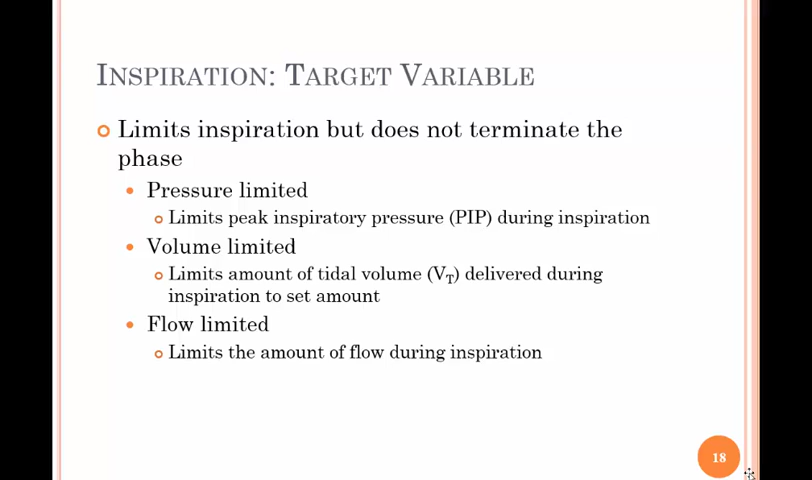 INSPIRATION: TARGET VARIABLE
Limits inspiration but does not terminate the
phase
Pressure limited
Limits peak inspiratory pressure (PIP) during inspiration
Volume limited
Limits amount of tidal volume (VT) delivered during
inspiration to set amount
Flow limited
Limits the amount of flow during inspiration
18